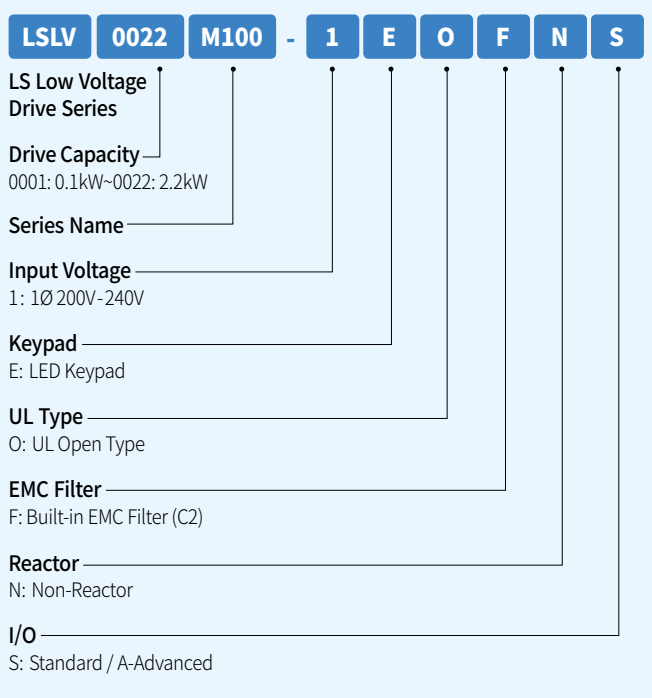 LSLV 0022 M100 - 1 E O F N S
LS Low Voltage
Drive Series
Drive Capacity
0001: 0.1kW~0022: 2.2kW
Series Name
Input Voltage
1: 1Ø 200V-240V
Keypad
E: LED Keypad
UL Type
O: UL Open Type
EMC Filter
F: Built-in EMC Filter (C2)
Reactor
N: Non-Reactor
I/O
S: Standard / A-Advanced